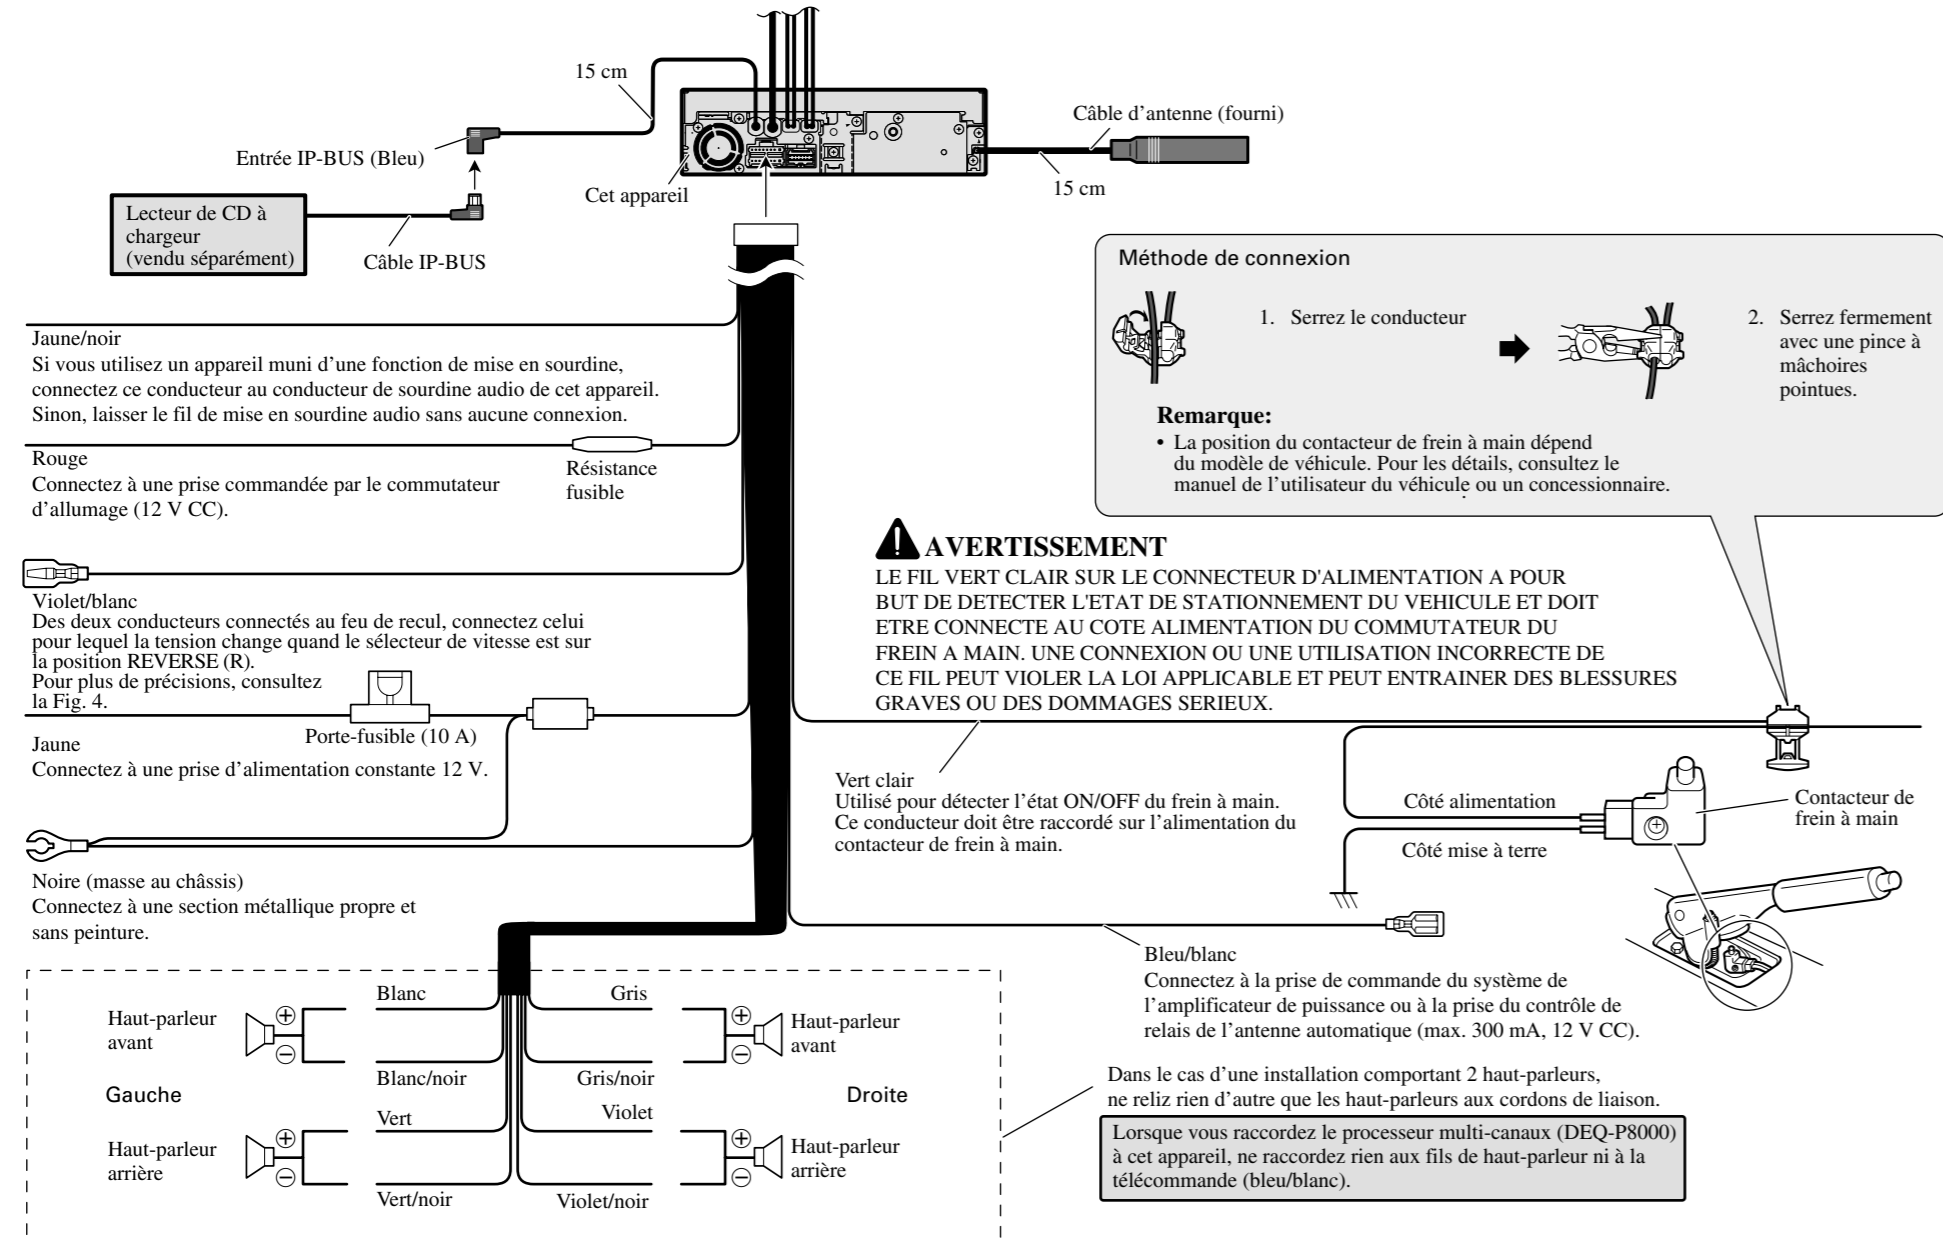 15 cm
Entrée IP-BUS (Bleu)
Lecteur de CD à
chargeur
(vendu séparément)
Câble IP-BUS
Cet appareil
Câble d’antenne (fourni)
15 cm
Méthode de connexion
1. Serrez le conducteur
2. Serrez fermement
avec une pince à
mâchoires
pointues.
Remarque:
• La position du contacteur de frein à main dépend
du modèle de véhicule. Pour les détails, consultez le
manuel de l’utilisateur du véhicule ou un concessionnaire.
Jaune/noir
Si vous utilisez un appareil muni d’une fonction de mise en sourdine,
connectez ce conducteur au conducteur de sourdine audio de cet appareil.
Sinon, laisser le fil de mise en sourdine audio sans aucune connexion.
Rouge
Connectez à une prise commandée par le commutateur
d’allumage (12 V CC).
Résistance
fusible
Violet/blanc
Des deux conducteurs connectés au feu de recul, connectez celui
pour lequel la tension change quand le sélecteur de vitesse est sur
la position REVERSE (R).
Pour plus de précisions, consultez
la Fig. 4.
Porte-fusible (10 A)
Jaune
Connectez à une prise d’alimentation constante 12 V.
Noire (masse au châssis)
Connectez à une section métallique propre et
sans peinture.
AVERTISSEMENT
LE FIL VERT CLAIR SUR LE CONNECTEUR D'ALIMENTATION A POUR
BUT DE DETECTER L'ETAT DE STATIONNEMENT DU VEHICULE ET DOIT
ETRE CONNECTE AU COTE ALIMENTATION DU COMMUTATEUR DU
FREIN A MAIN. UNE CONNEXION OU UNE UTILISATION INCORRECTE DE
CE FIL PEUT VIOLER LA LOI APPLICABLE ET PEUT ENTRAINER DES BLESSURES
GRAVES OU DES DOMMAGES SERIEUX.
Vert clair
Utilisé pour détecter l’état ON/OFF du frein à main.
Ce conducteur doit être raccordé sur l’alimentation du
contacteur de frein à main.
Côté alimentation
Côté mise à terre
Contacteur de
frein à main
Bleu/blanc
Connectez à la prise de commande du système de
l’amplificateur de puissance ou à la prise du contrôle de
relais de l’antenne automatique (max. 300 mA, 12 V CC).
Haut-parleur
avant
+
−
Blanc
Blanc/noir
Gris
Gris/noir
+
−
Haut-parleur
avant
Gauche
Droite
Haut-parleur
arrière
+
−
Vert
Vert/noir
Violet
Violet/noir
+
−
Haut-parleur
arrière
Dans le cas d’une installation comportant 2 haut-parleurs,
ne reliz rien d’autre que les haut-parleurs aux cordons de liaison.
Lorsque vous raccordez le processeur multi-canaux (DEQ-P8000)
à cet appareil, ne raccordez rien aux fils de haut-parleur ni à la
télécommande (bleu/blanc).